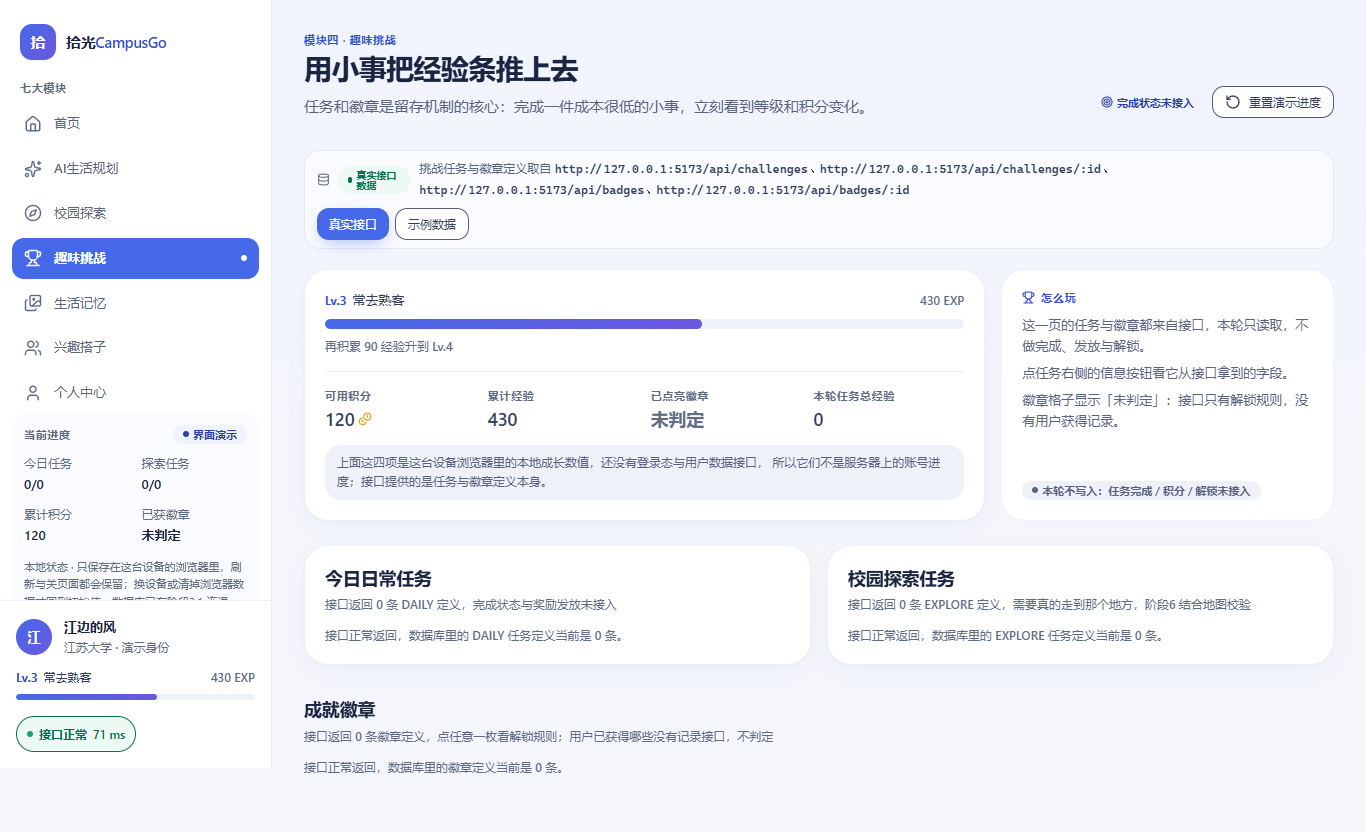 拾 拾光CampusGo
七大模块
首页
AI生活规划
校园探索
趣味挑战
生活记忆
兴趣搭子
个人中心
当前进度 界面演示
今日任务 探索任务
0/0 0/0
累计积分 已获徽章
120 未判定
本地状态 · 只保存在这台设备的浏览器里，刷
新与关页面都会保留；换设备或清掉浏览器数
江 江边的风
江苏大学 · 演示身份
Lv.3 常去熟客 430 EXP
接口正常 71 ms
模块四 · 趣味挑战
用小事把经验条推上去
任务和徽章是留存机制的核心：完成一件成本很低的小事，立刻看到等级和积分变化。
完成状态未接入 重置演示进度
真实接口
数据
挑战任务与徽章定义取自 http://127.0.0.1:5173/api/challenges、http://127.0.0.1:5173/api/challenges/:id、
http://127.0.0.1:5173/api/badges、http://127.0.0.1:5173/api/badges/:id
真实接口 示例数据
Lv.3 常去熟客 430 EXP
再积累 90 经验升到 Lv.4
可用积分 累计经验 已点亮徽章 本轮任务总经验
120 430 未判定 0
上面这四项是这台设备浏览器里的本地成长数值，还没有登录态与用户数据接口， 所以它们不是服务器上的账号进
度；接口提供的是任务与徽章定义本身。
怎么玩
这一页的任务与徽章都来自接口，本轮只读取，不
做完成、发放与解锁。
点任务右侧的信息按钮看它从接口拿到的字段。
徽章格子显示「未判定」：接口只有解锁规则，没
有用户获得记录。
本轮不写入：任务完成 / 积分 / 解锁未接入
今日日常任务
接口返回 0 条 DAILY 定义，完成状态与奖励发放未接入
接口正常返回，数据库里的 DAILY 任务定义当前是 0 条。
校园探索任务
接口返回 0 条 EXPLORE 定义，需要真的走到那个地方，阶段6 结合地图校验
接口正常返回，数据库里的 EXPLORE 任务定义当前是 0 条。
成就徽章
接口返回 0 条徽章定义，点任意一枚看解锁规则；用户已获得哪些没有记录接口，不判定
接口正常返回，数据库里的徽章定义当前是 0 条。